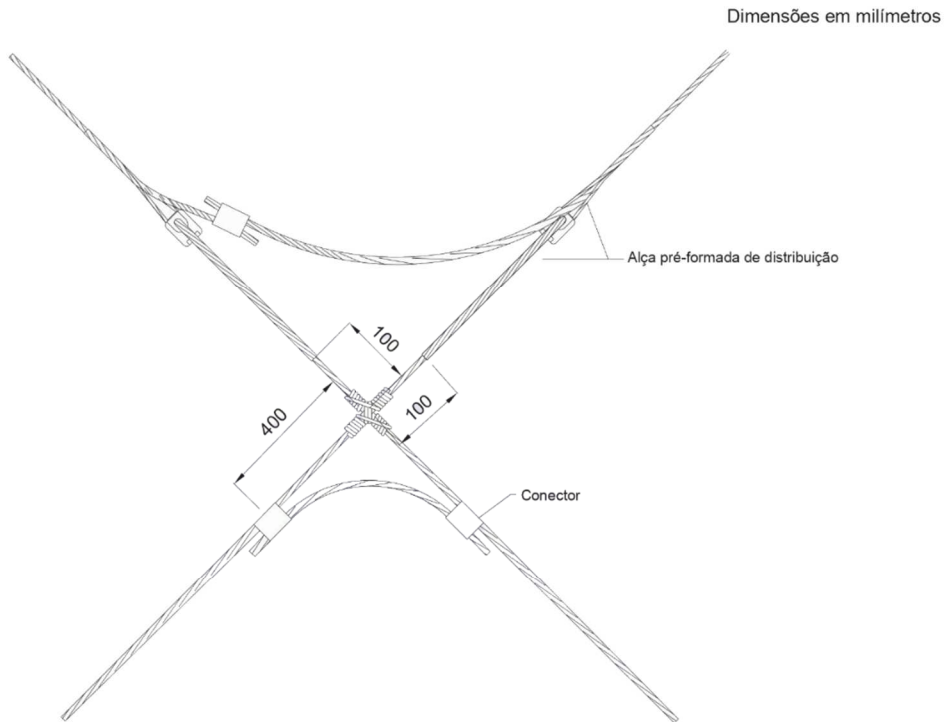 Dimensões em milímetros
Alça pré-formada de distribuição
100
400
100
Conector